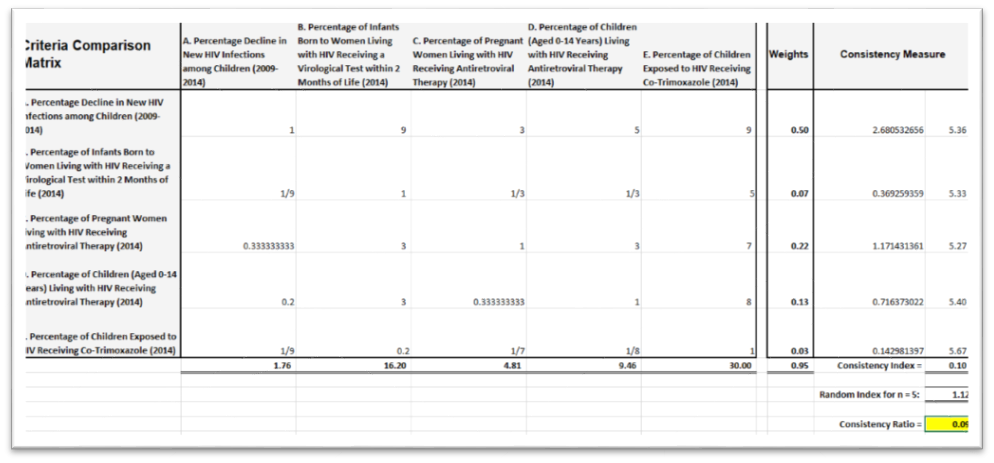 Criteria Comparison
Matrix
A. Percentage Decline in
New HIV Infections
among Children (2009-
2014)
B. Percentage of Infants
Born to Women Living
with HIV Receiving a
Virological Test within 2
Months of Life (2014)
C. Percentage of Pregnant
Women Living with HIV
Receiving Antiretroviral
Therapy (2014)
D. Percentage of Children
(Aged 0-14 Years) Living
with HIV Receiving
Antiretroviral Therapy
(2014)
E. Percentage of Children
Exposed to HIV Receiving
Co-Trimoxazole (2014)
Weights
Consistency Measure
. Percentage Decline in New HIV
nfections among Children (2009-
014)
1 9 3 5 9 0.50 2.680532656 5.36
. Percentage of Infants Born to
Women Living with HIV Receiving a
irological Test within 2 Months of
ife (2014)
1/9 1 1/3 1/3 5 0.07 0.369259359 5.33
. Percentage of Pregnant Women
iving with HIV Receiving
ntiretroviral Therapy (2014)
0.333333333 3 1 3 7 0.22 1.171431361 5.27
. Percentage of Children (Aged 0-14
ears) Living with HIV Receiving
ntiretroviral Therapy (2014)
0.2 3 0.333333333 1 8 0.13 0.716373022 5.40
. Percentage of Children Exposed to
IV Receiving Co-Trimoxazole (2014)
1/9 0.2 1/7 1/8 1 0.03 0.142981397 5.67
1.76 16.20 4.81 9.46 30.00 0.95 Consistency Index = 0.10
Random Index for n = 5: 1.12
Consistency Ratio = 0.09